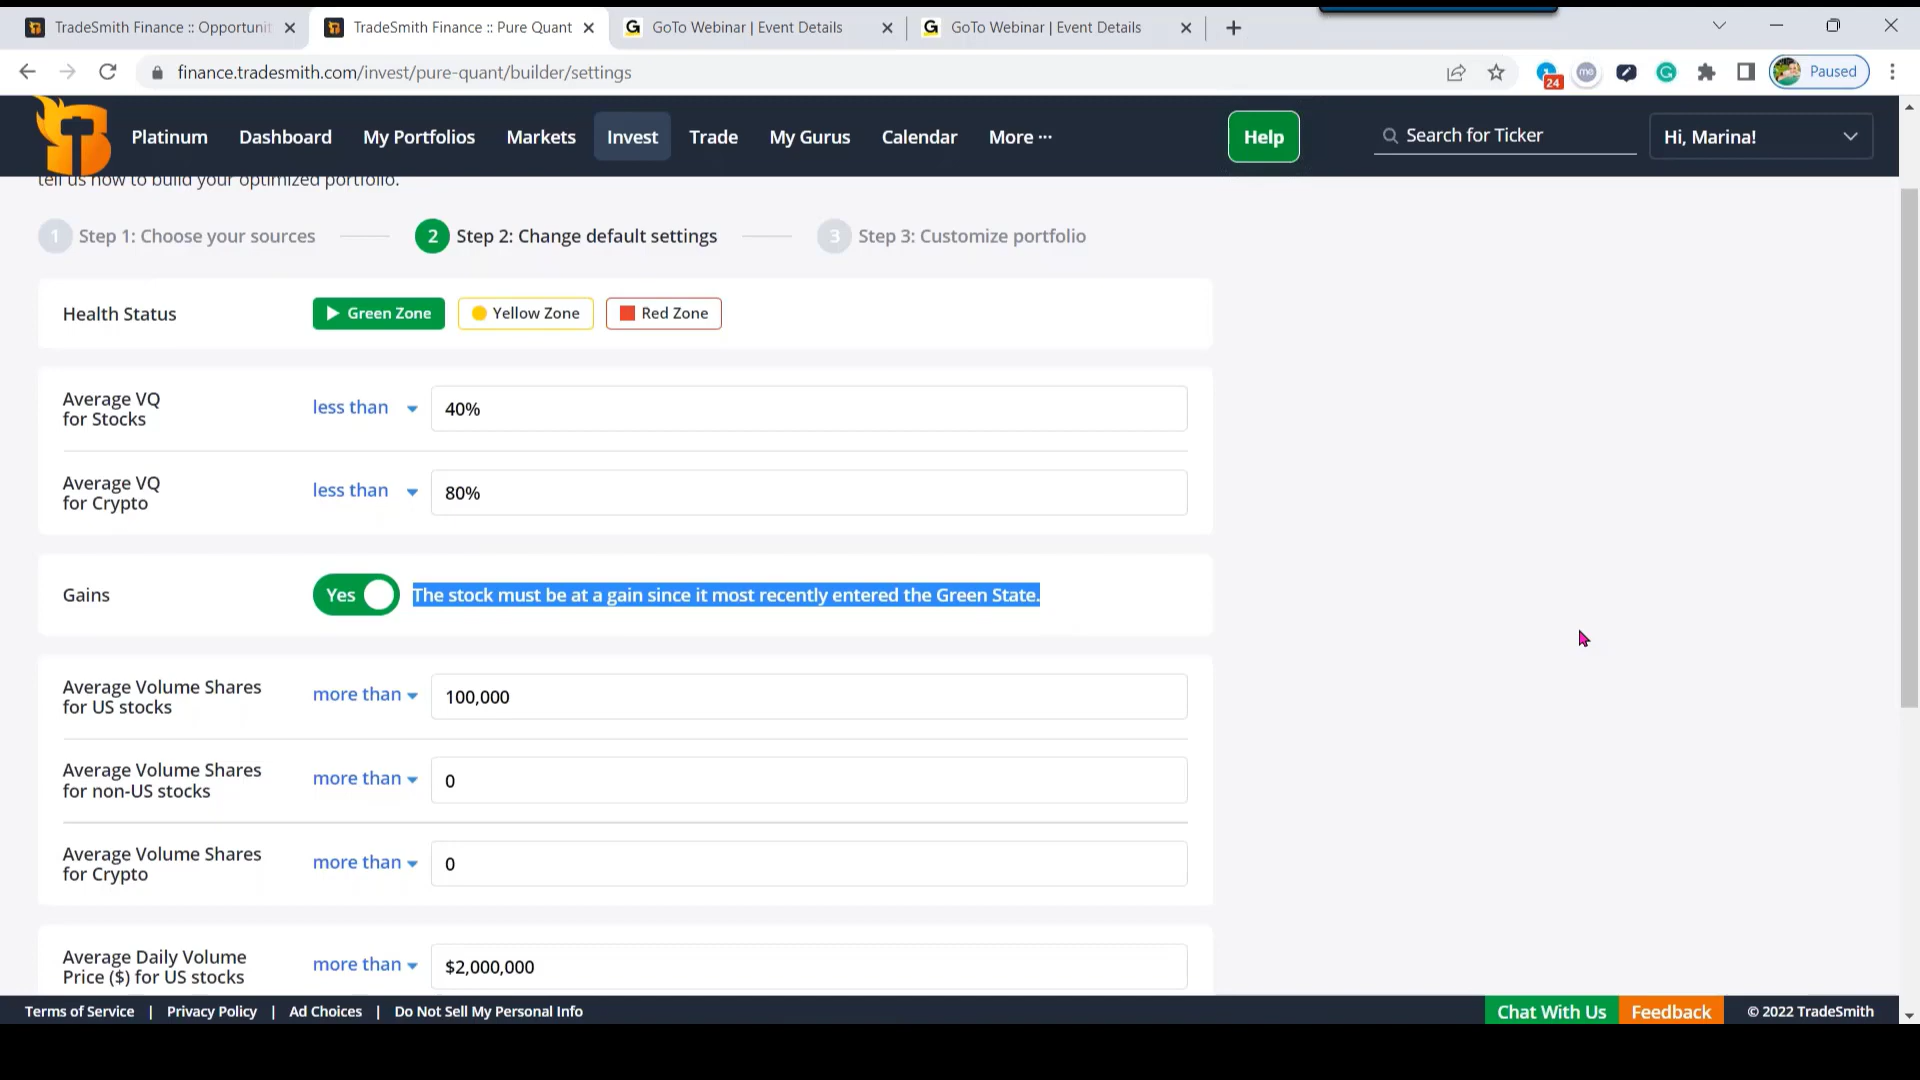 TradeSmith Finance :: Opportunit
TradeSmith Finance :: Pure Quant
GoTo Webinar | Event Details
GoTo Webinar | Event Details
finance.tradesmith.com/invest/pure-quant/builder/settings
24
me
Paused
Platinum
Dashboard
My Portfolios
Markets
Invest
Trade
My Gurus
Calendar
More ···
Help
Search for Ticker
Hi, Marina!
tell us how to build your optimized portfolio.
1 Step 1: Choose your sources
2 Step 2: Change default settings
3 Step 3: Customize portfolio
Health Status
Green Zone
Yellow Zone
Red Zone
Average VQ
for Stocks
less than
40%
Average VQ
for Crypto
less than
80%
Gains
Yes
The stock must be at a gain since it most recently entered the Green State.
Average Volume Shares
for US stocks
more than
100,000
Average Volume Shares
for non-US stocks
more than
0
Average Volume Shares
for Crypto
more than
0
Average Daily Volume
Price ($) for US stocks
more than
$2,000,000
Terms of Service | Privacy Policy | Ad Choices | Do Not Sell My Personal Info
Chat With Us
Feedback
© 2022 TradeSmith